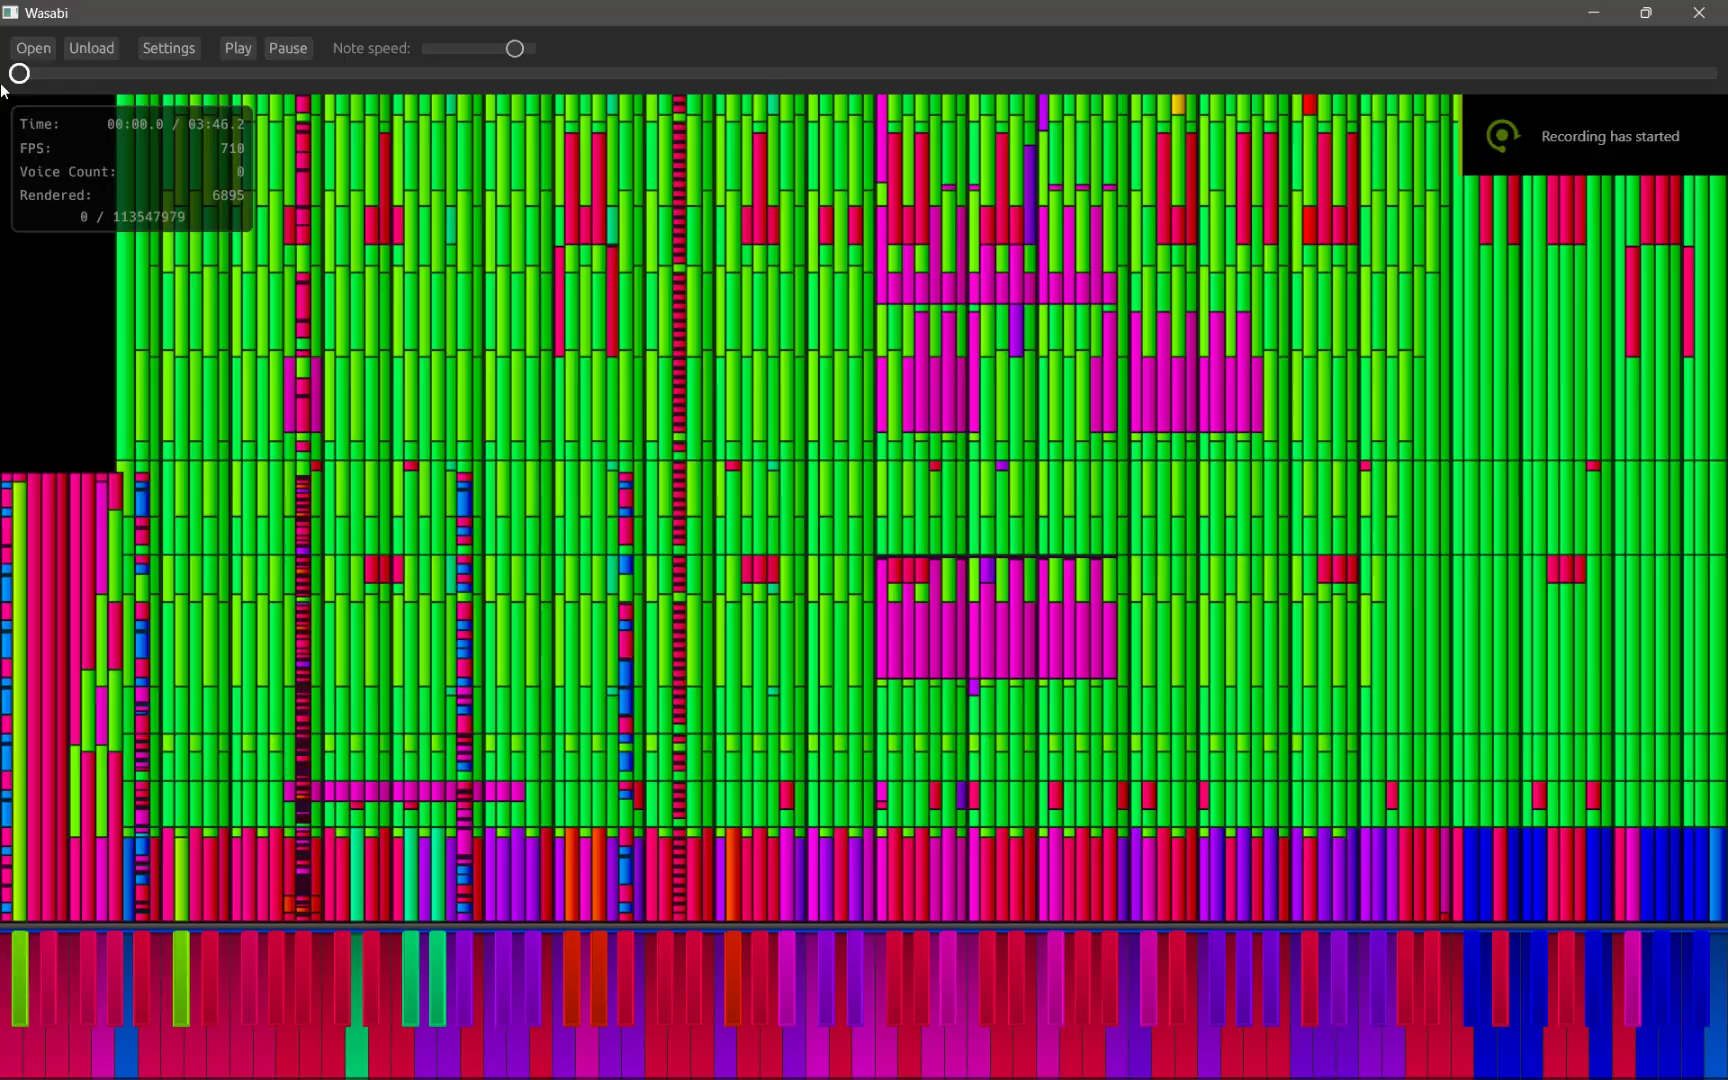 Wasabi
Open Unload Settings Play Pause Note speed:
Time: 00:00.0 / 03:46.2
FPS: 710
Voice Count: 0
Rendered: 6895
0 / 113547979
Recording has started